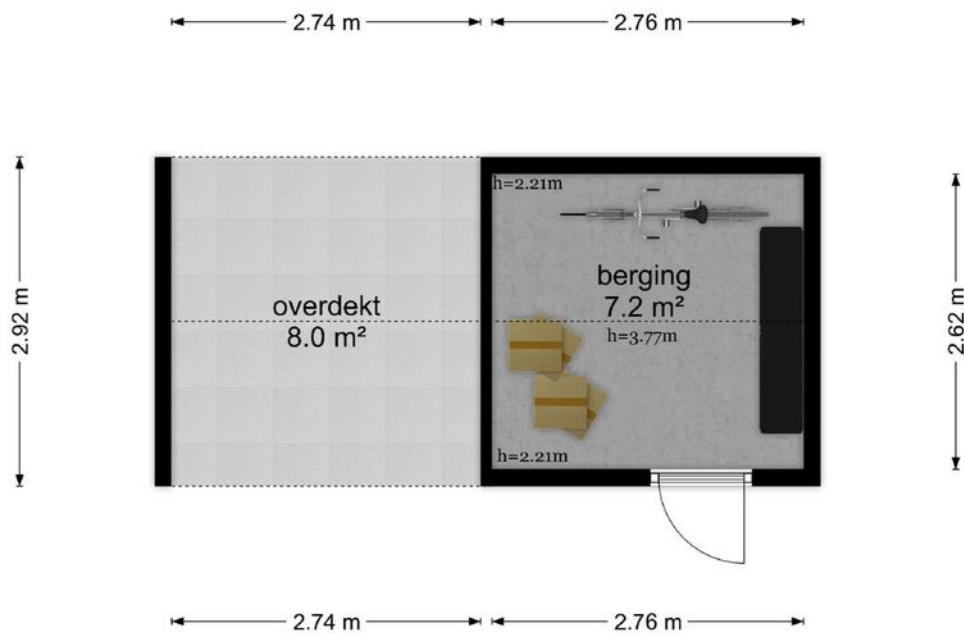 2.74 m
2.76 m
h=2.21m
berging
7.2 m²
h=3.77m
overdekt
8.0 m²
2.92 m
2.62 m
h=2.21m
2.74 m
2.76 m